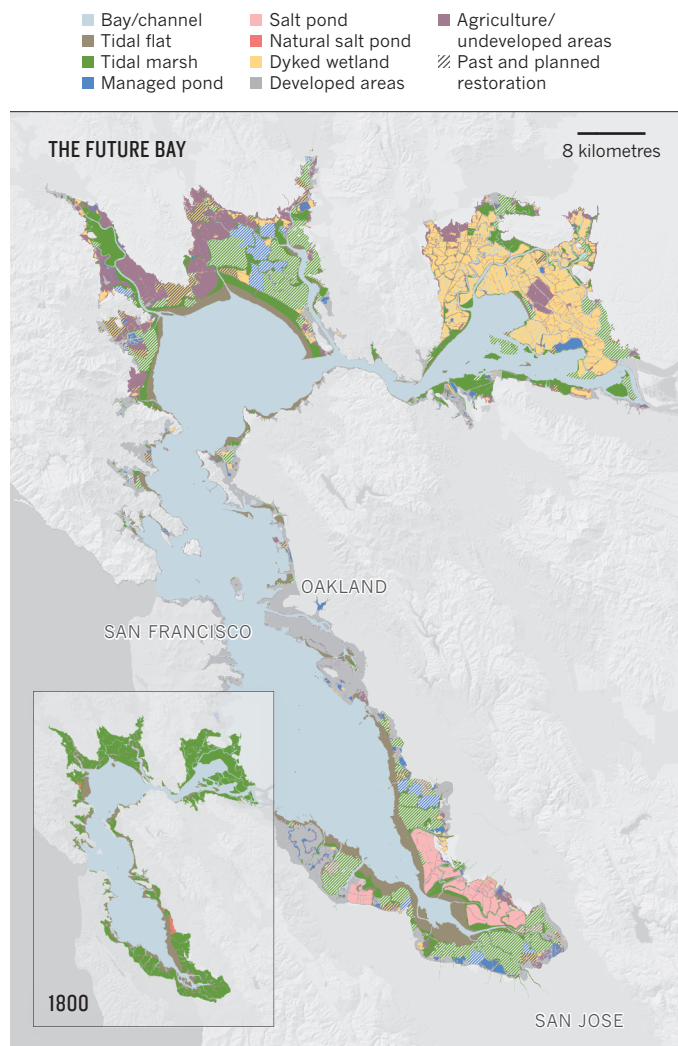 Bay/channel
Tidal flat
Tidal marsh
Managed pond
Salt pond
Natural salt pond
Dyked wetland
Developed areas
Agriculture/
undeveloped areas
Past and planned
restoration
THE FUTURE BAY
8 kilometres
OAKLAND
SAN FRANCISCO
1800
SAN JOSE